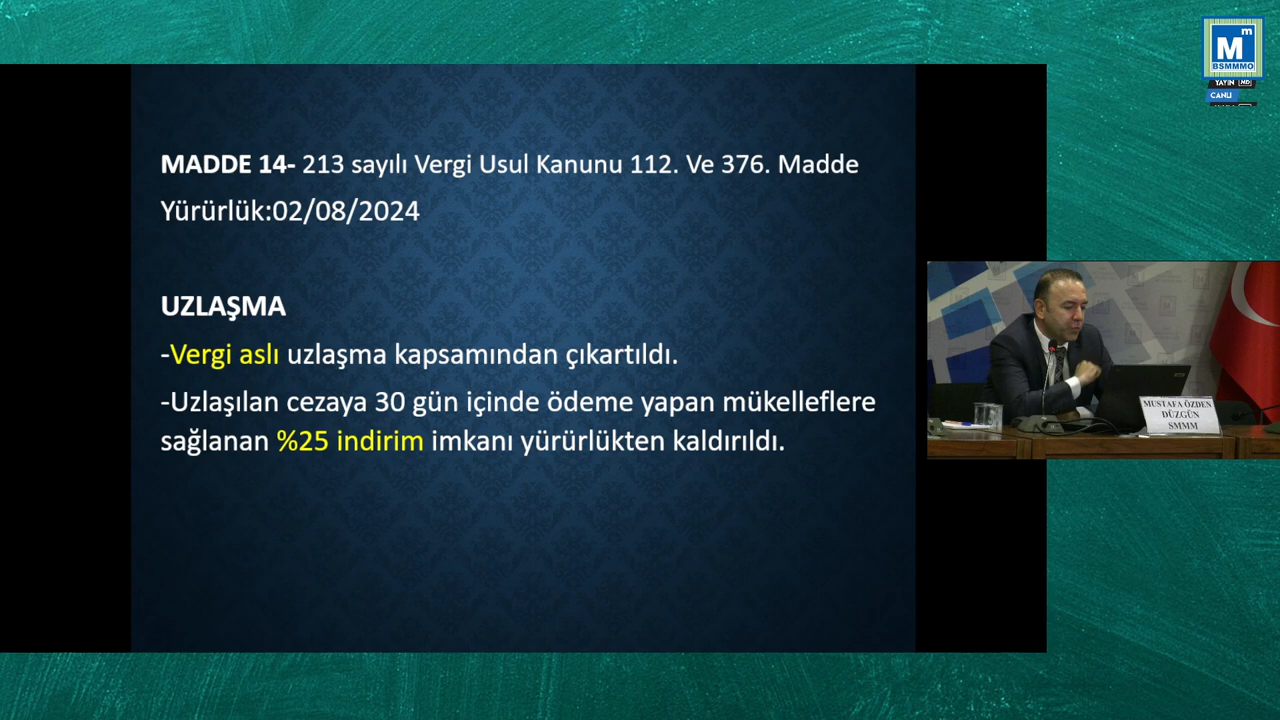 MADDE 14- 213 sayılı Vergi Usul Kanunu 112. Ve 376. Madde
Yürürlük:02/08/2024
UZLAŞMA
-Vergi aslı uzlaşma kapsamından çıkartıldı.
-Uzlaşılan cezaya 30 gün içinde ödeme yapan mükelleflere
sağlanan %25 indirim imkanı yürürlükten kaldırıldı.
Mm
BSMMMO
YAYIN HD
CANLI
MUSTAFA ÖZDEN
DÜZGÜN
SMMM